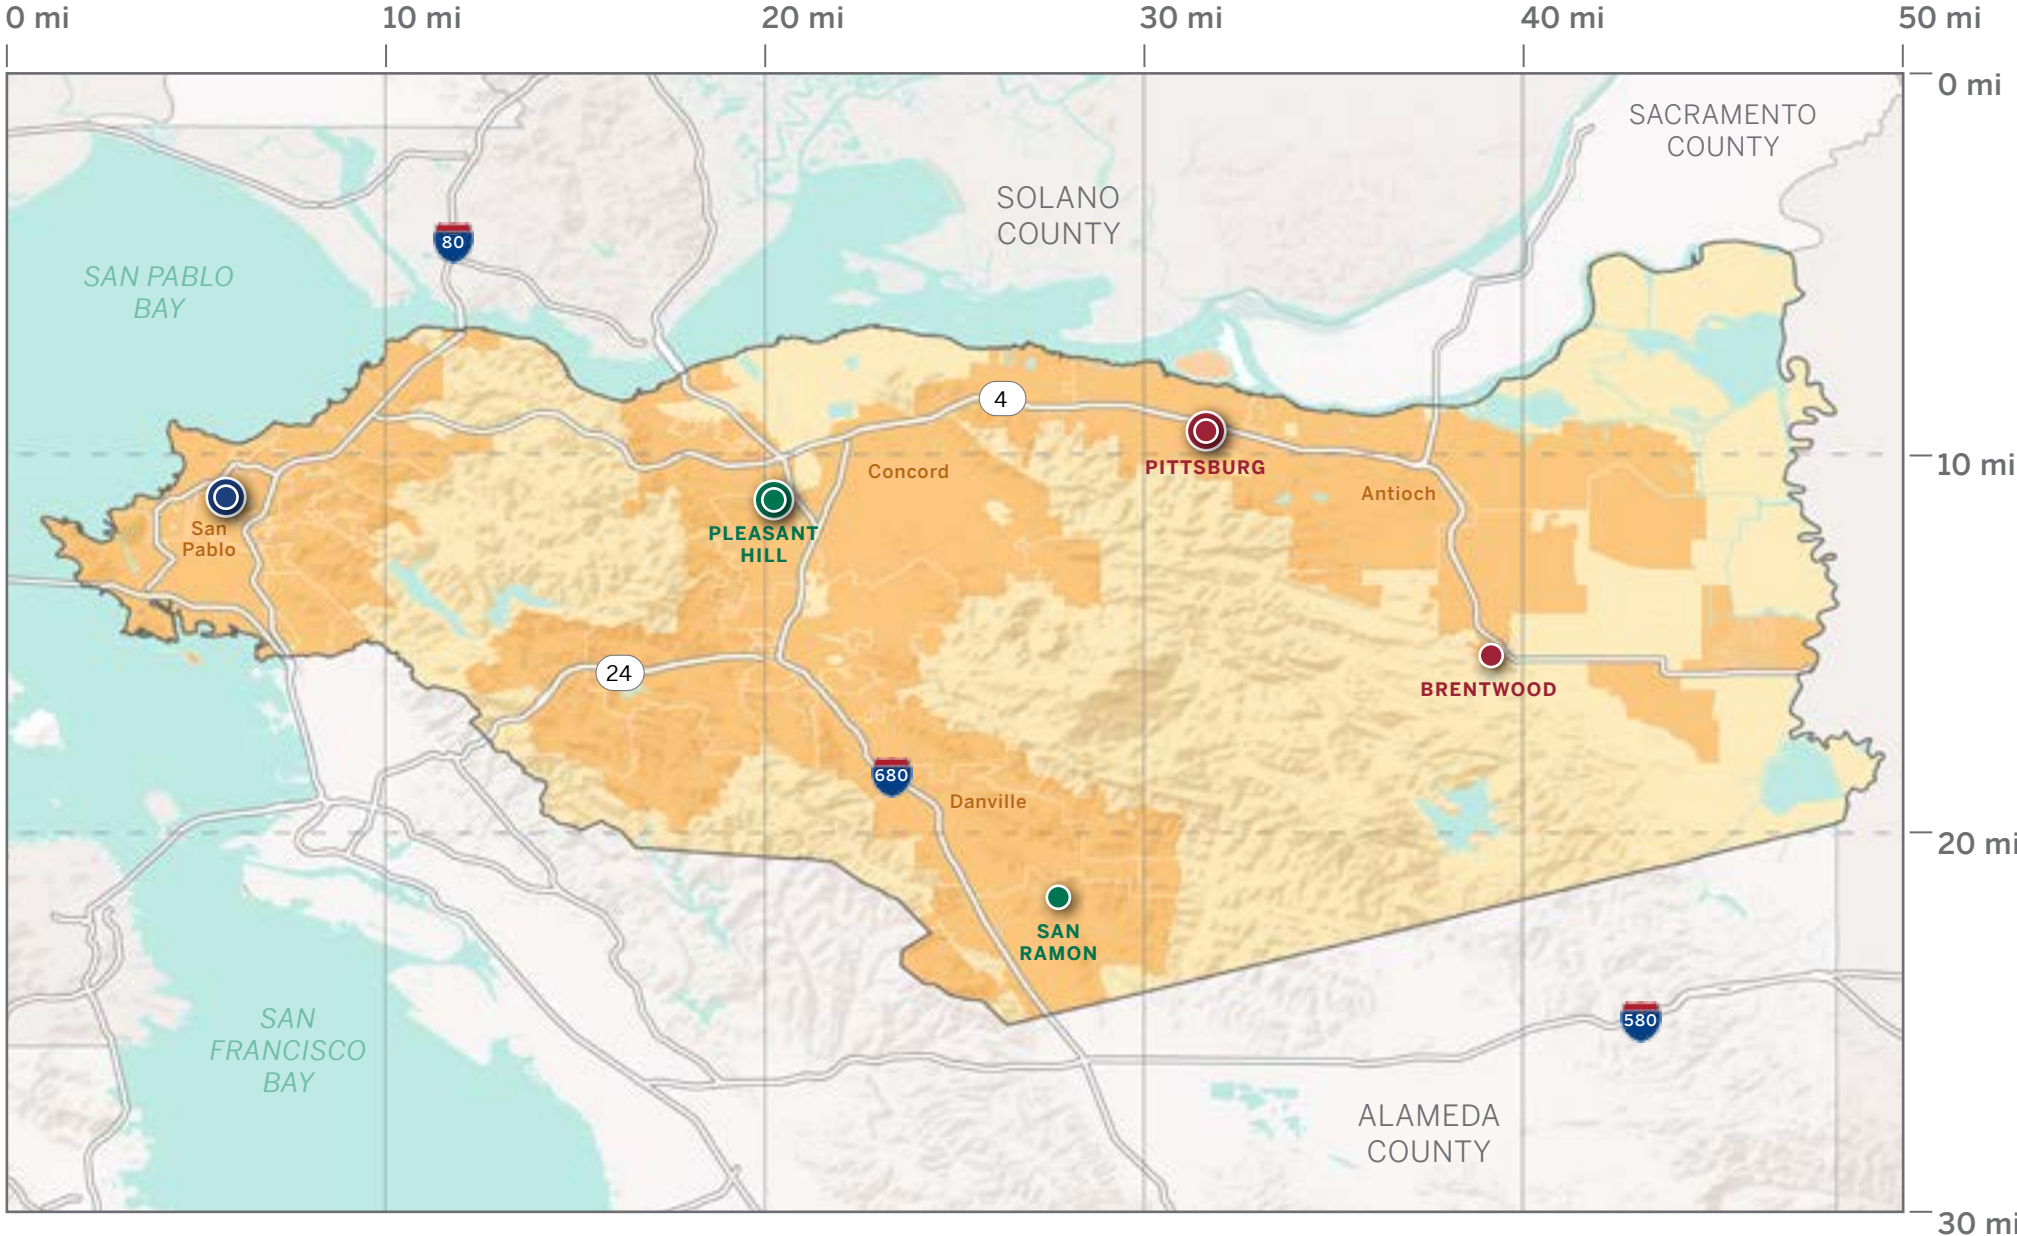 0 mi
10 mi
20 mi
30 mi
40 mi
50 mi
0 mi
SACRAMENTO
COUNTY
SOLANO
COUNTY
80
SAN PABLO
BAY
4
Concord
PITTSBURG
10 mi
Antioch
San
Pablo
PLEASANT
HILL
24
BRENTWOOD
680
Danville
20 mi
SAN
RAMON
SAN
FRANCISCO
BAY
580
ALAMEDA
COUNTY
30 mi